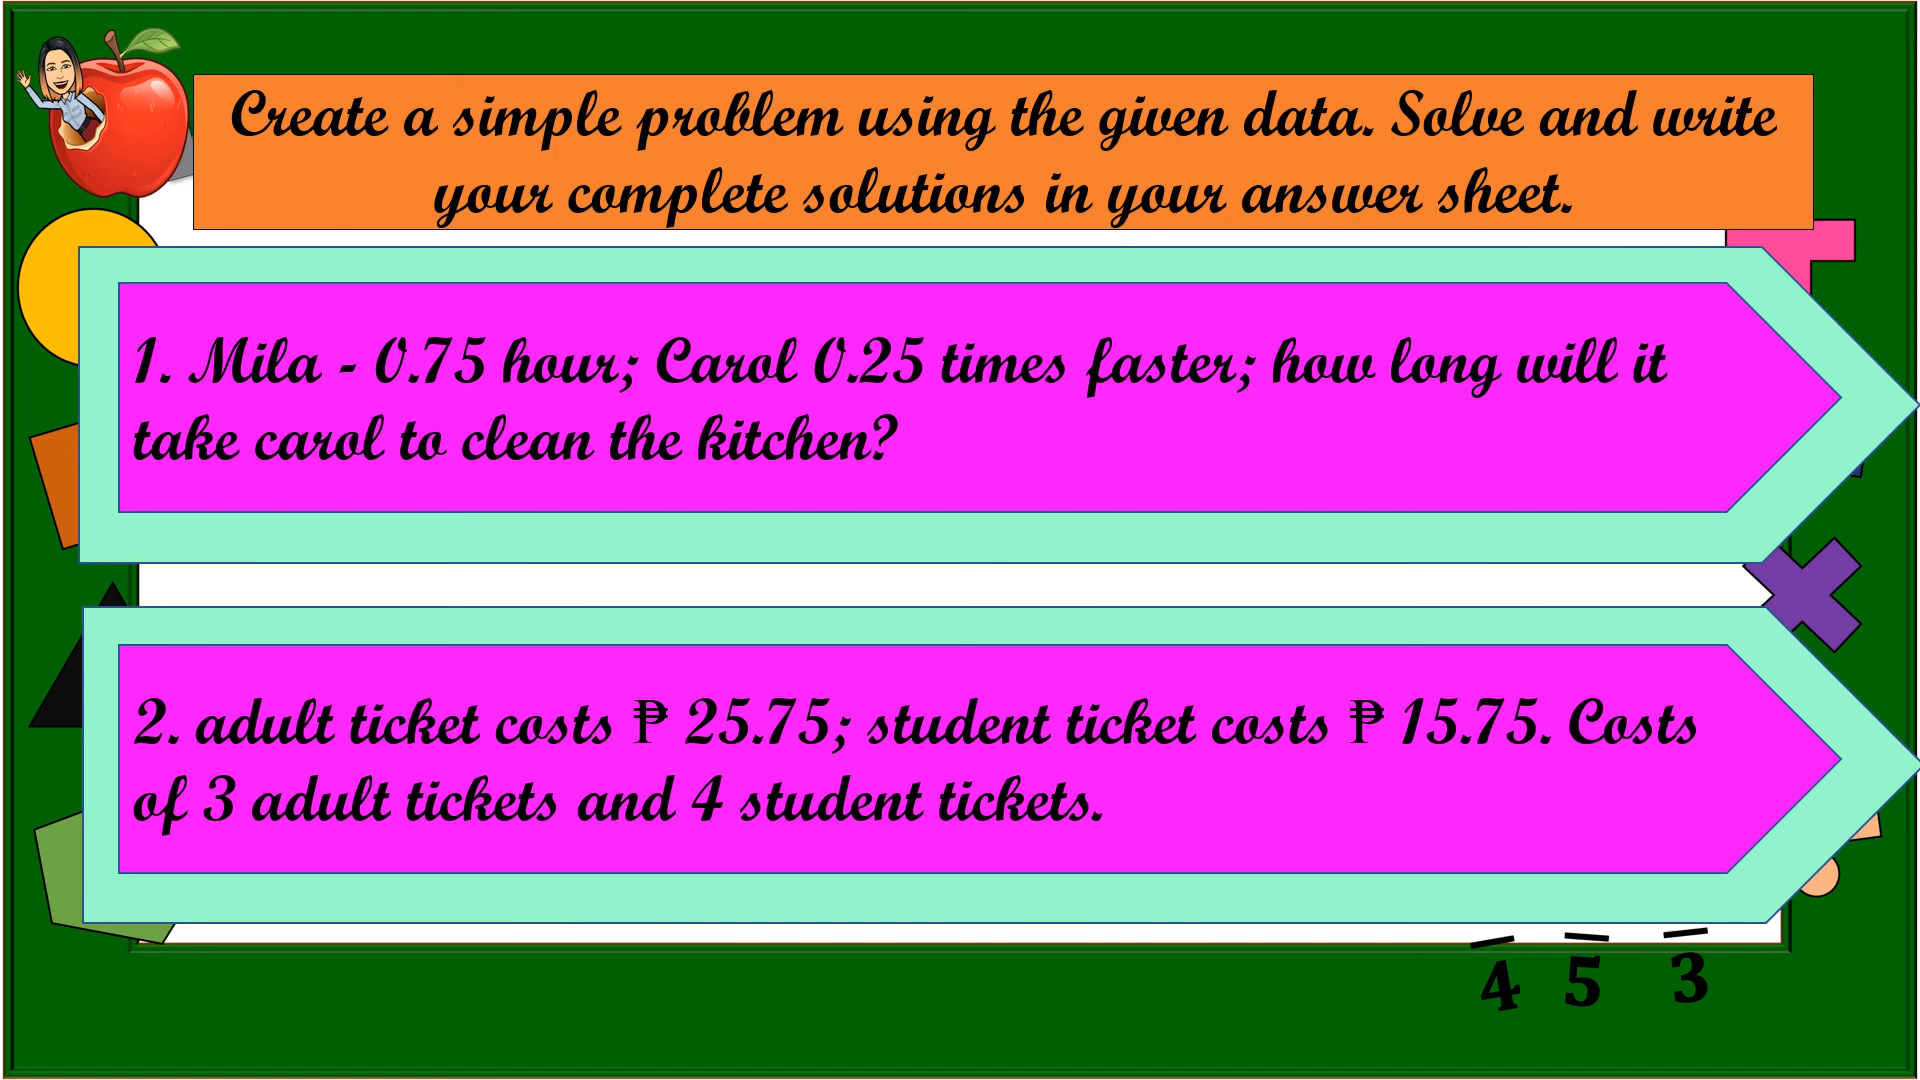 Create a simple problem using the given data. Solve and write
your complete solutions in your answer sheet.
1. Mila - 0.75 hour; Carol 0.25 times faster; how long will it
take carol to clean the kitchen?
2. adult ticket costs ₱ 25.75; student ticket costs ₱ 15.75. Costs
of 3 adult tickets and 4 student tickets.
4 5 3